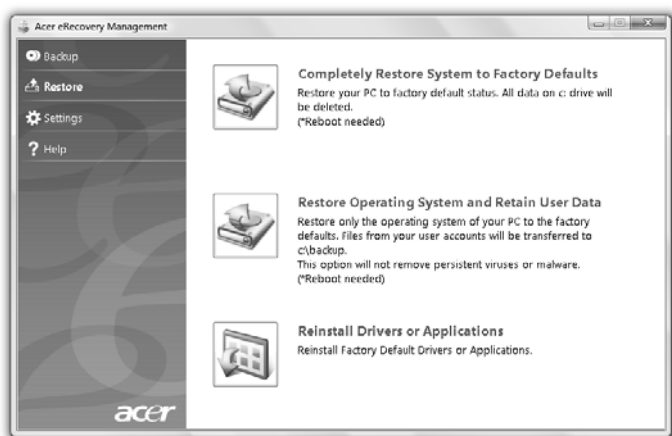 Acer eRecovery Management
Backup
Restore
Settings
Help
Completely Restore System to Factory Defaults
Restore your PC to factory default status. All data on c: drive will
be deleted.
(*Reboot needed)
Restore Operating System and Retain User Data
Restore only the operating system of your PC to the factory
defaults. Files from your user accounts will be transferred to
c:\backup.
This option will not remove persistent viruses or malware.
(*Reboot needed)
Reinstall Drivers or Applications
Reinstall Factory Default Drivers or Applications.
acer